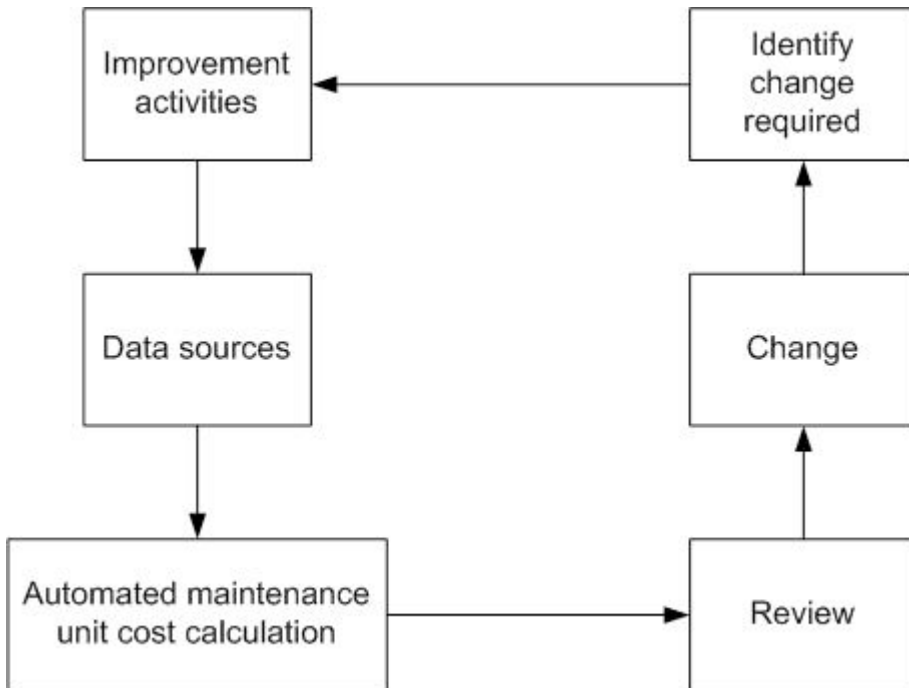 Improvement
activities
Identify
change
required
Data sources
Change
Automated maintenance
unit cost calculation
Review